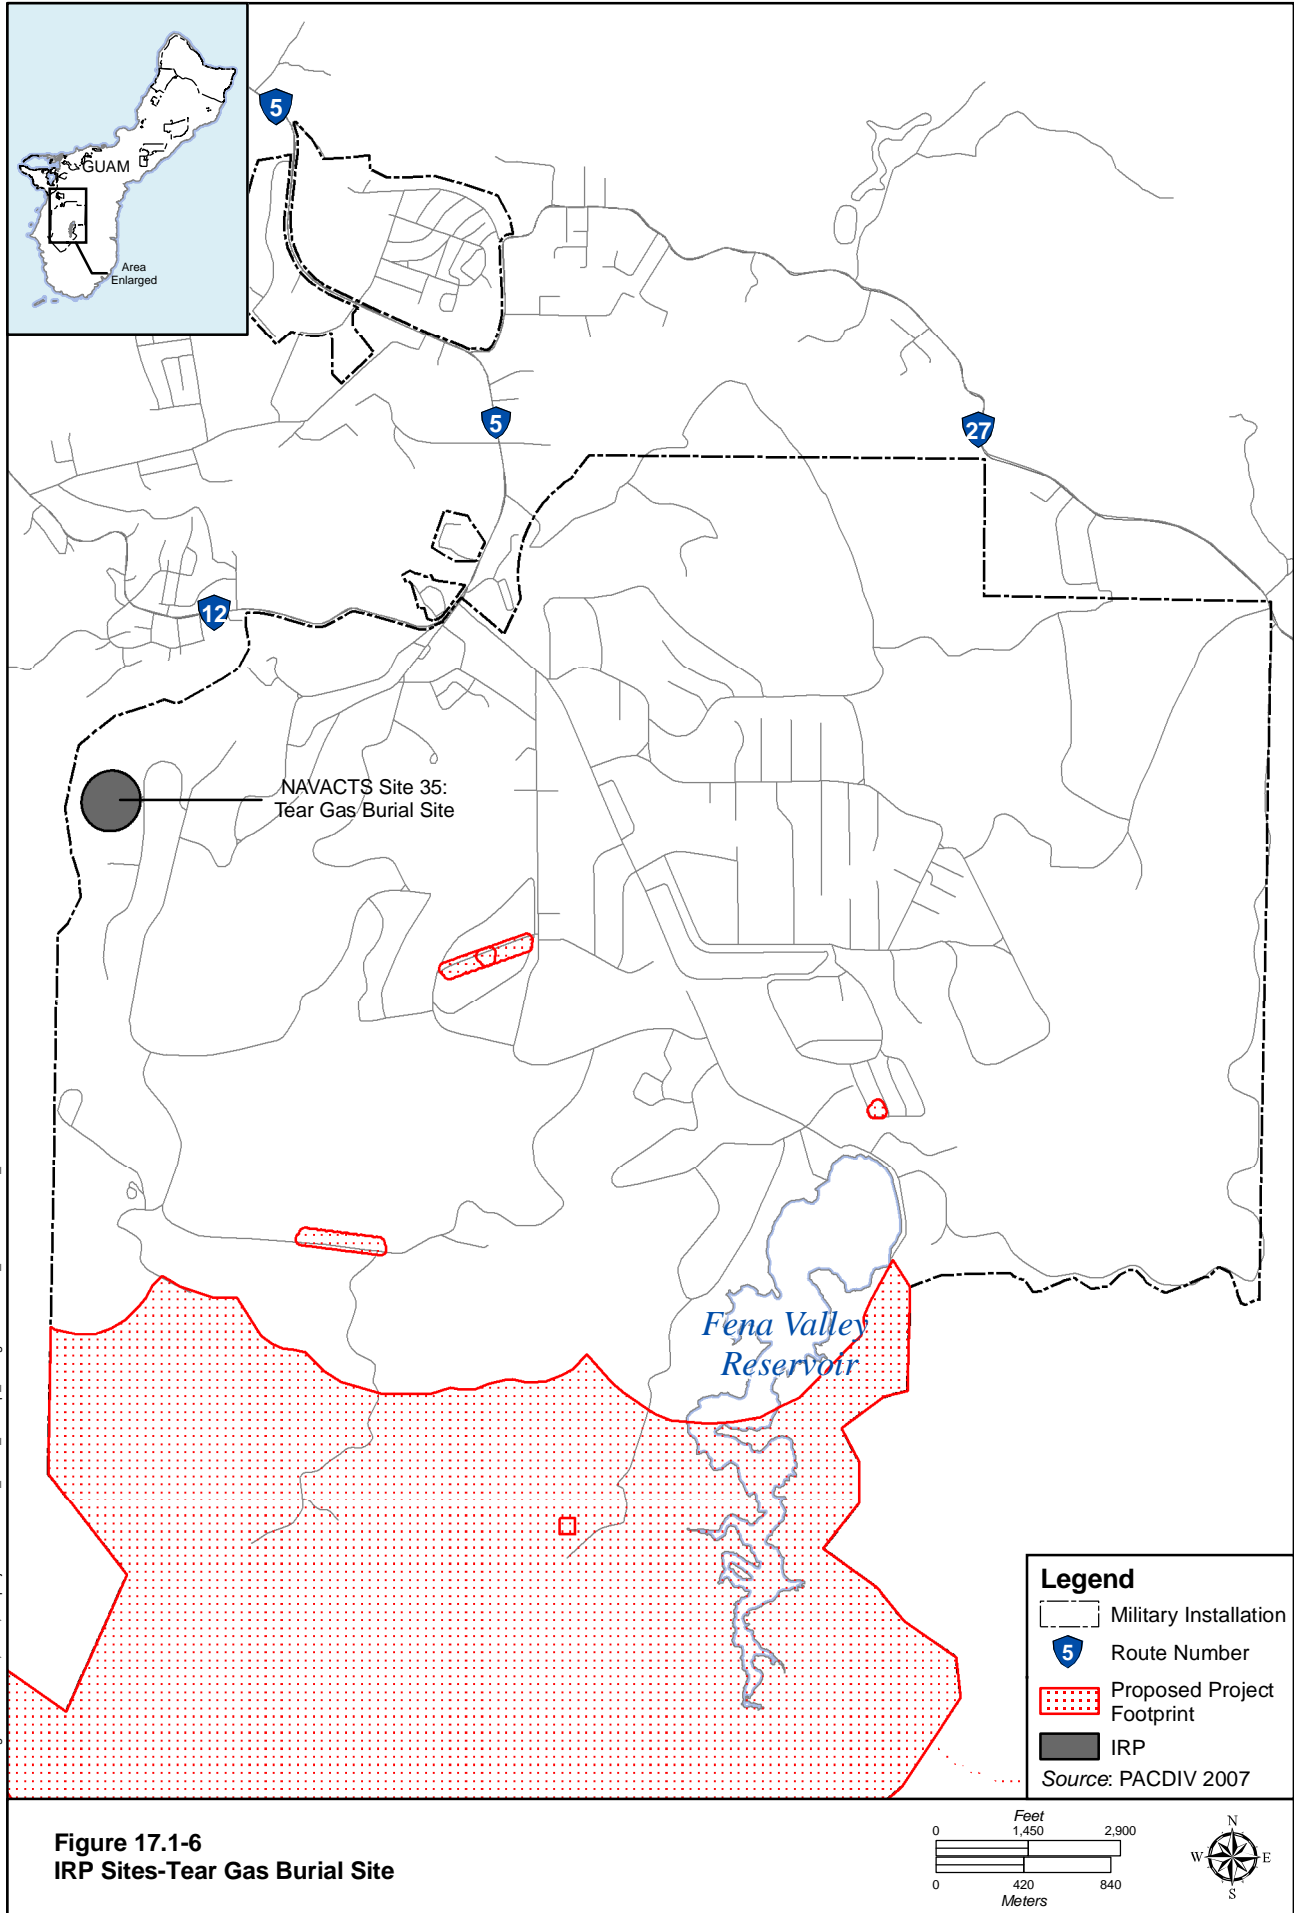 GUAM
Area
Enlarged
5
5
27
12
NAVACTS Site 35:
Tear Gas Burial Site
Fena Valley
Reservoir
Legend
Military Installation
5 Route Number
Proposed Project
Footprint
IRP
Source: PACDIV 2007
Figure 17.1-6
IRP Sites-Tear Gas Burial Site
Feet
0 1,450 2,900
0 420 840
Meters
N
W E
S